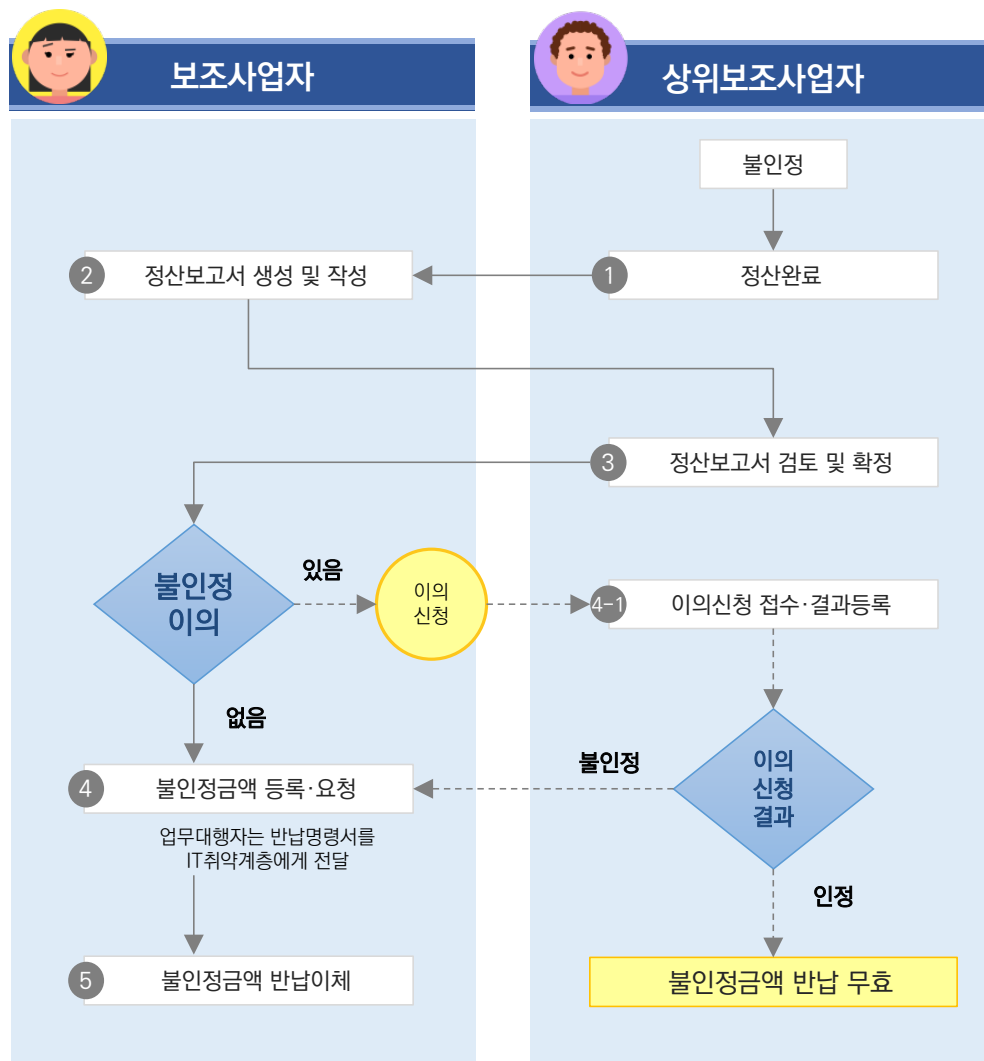 보조사업자
상위보조사업자
불인정
1
정산완료
2
정산보고서 생성 및 작성
3
정산보고서 검토 및 확정
불인정
이의
있음
이의
신청
4-1
이의신청 접수·결과등록
없음
이의
신청
결과
불인정
4
불인정금액 등록·요청
업무대행자는 반납명령서를
IT취약계층에게 전달
인정
5
불인정금액 반납이체
불인정금액 반납 무효